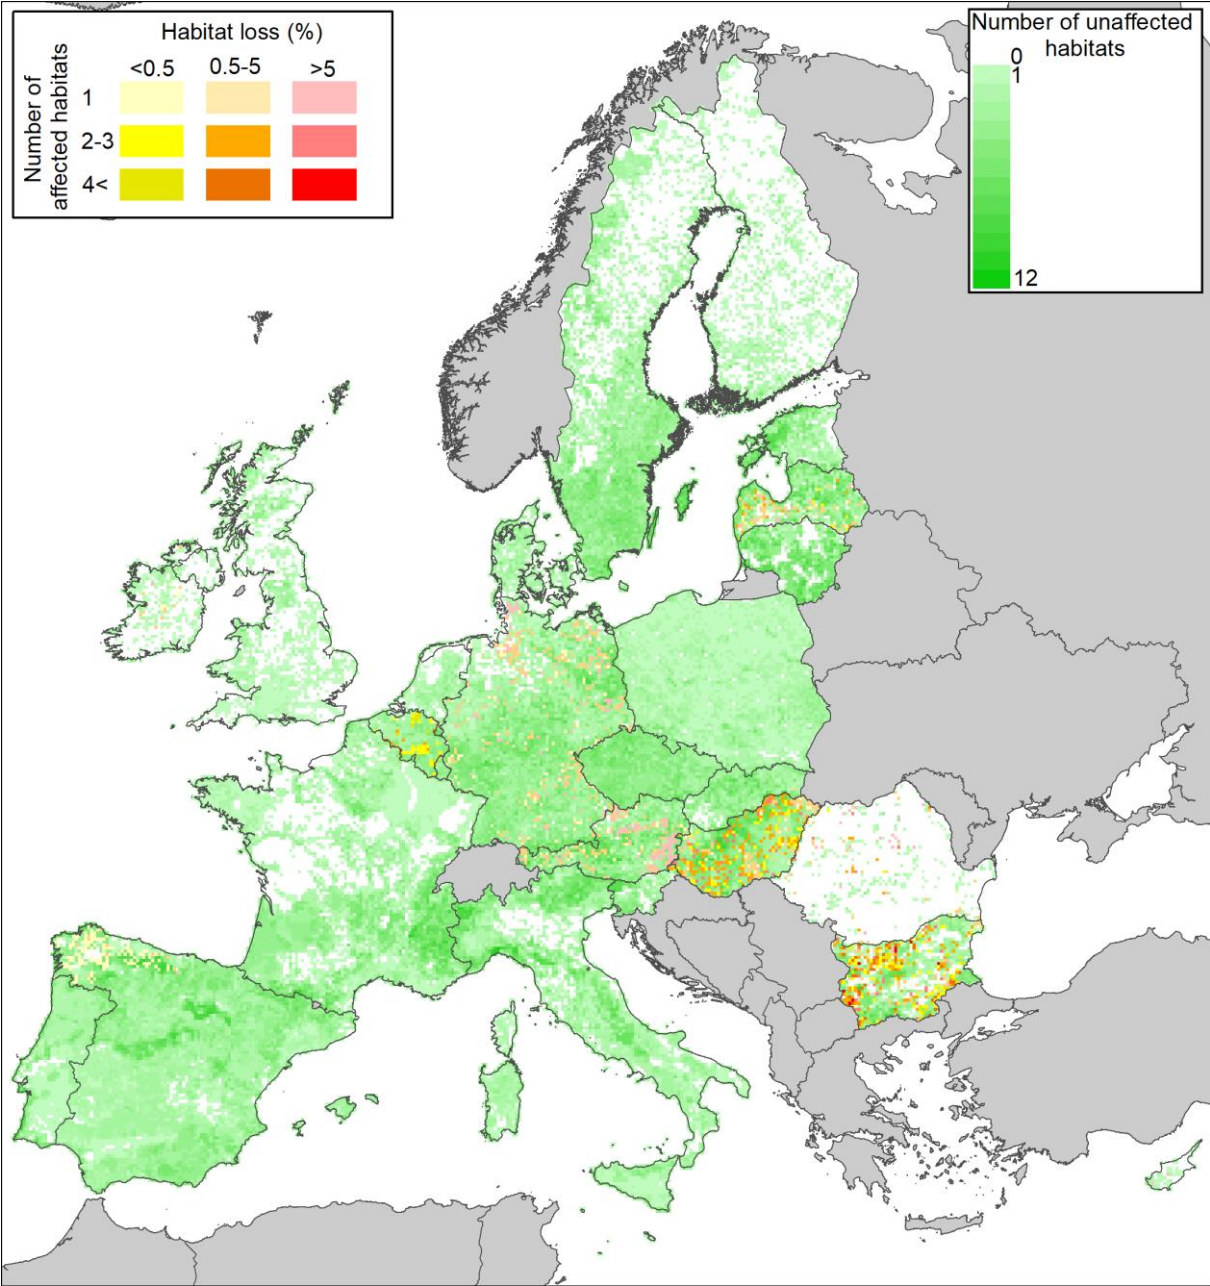 Habitat loss (%)
<0.5 0.5-5 >5
Number of
affected habitats
1
2-3
4<
Number of unaffected
habitats
0
1
12